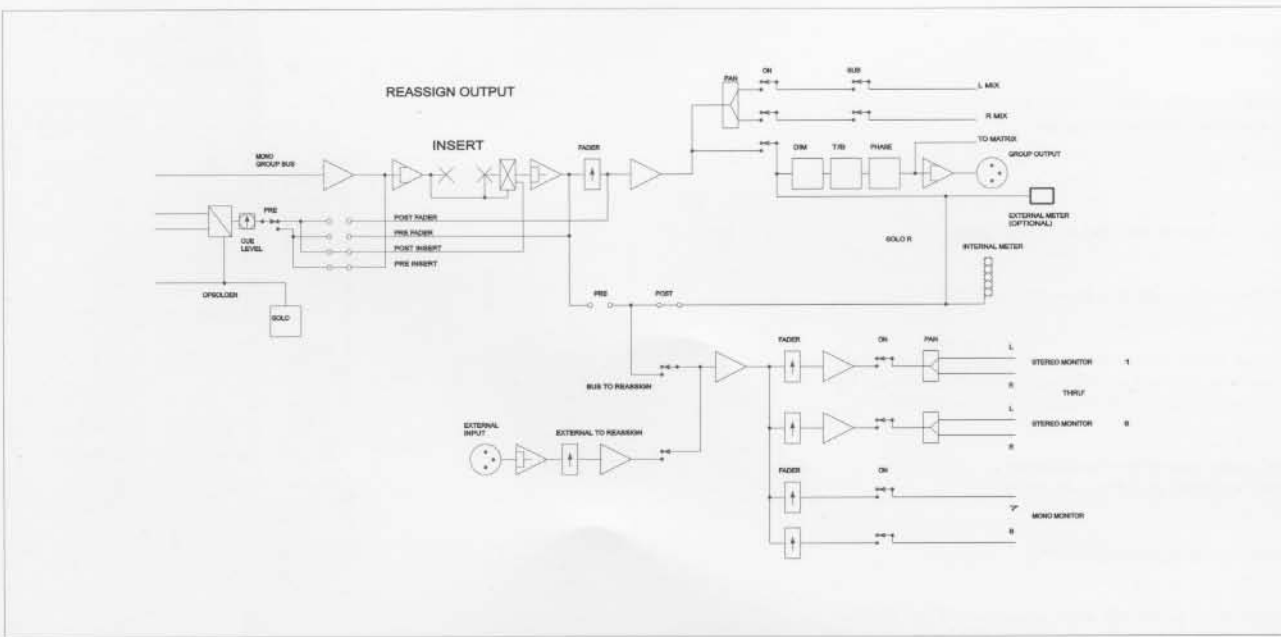 REASSIGN OUTPUT
INSERT
MONO
GROUP BUS
FADER
PAN
ON
SUB
L MIX
R MIX
TO MATRIX
DIM
T/B
PHASE
GROUP OUTPUT
EXTERNAL METER
(OPTIONAL)
PRE
CUE
LEVEL
POST FADER
PRE FADER
POST INSERT
PRE INSERT
SOLO R
INTERNAL METER
SOLO
PRE
POST
BUS TO REASSIGN
FADER
ON
PAN
L
STEREO MONITOR 1
R
THRU'
L
STEREO MONITOR 8
R
EXTERNAL
INPUT
EXTERNAL TO REASSIGN
FADER
ON
MONO MONITOR
B